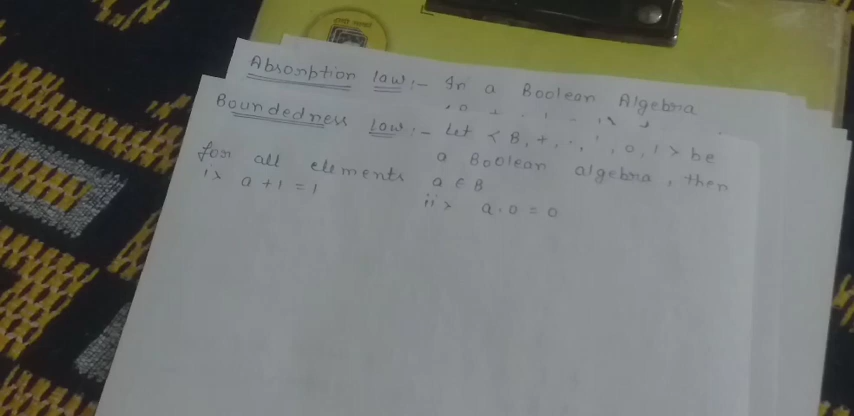 Absorption law :- In a Boolean Algebra
Boundedness law :- Let < B, +, ., ', 0, 1 > be
a Boolean algebra, then
for all elements a ∈ B
i> a + 1 = 1 ii> a . 0 = 0